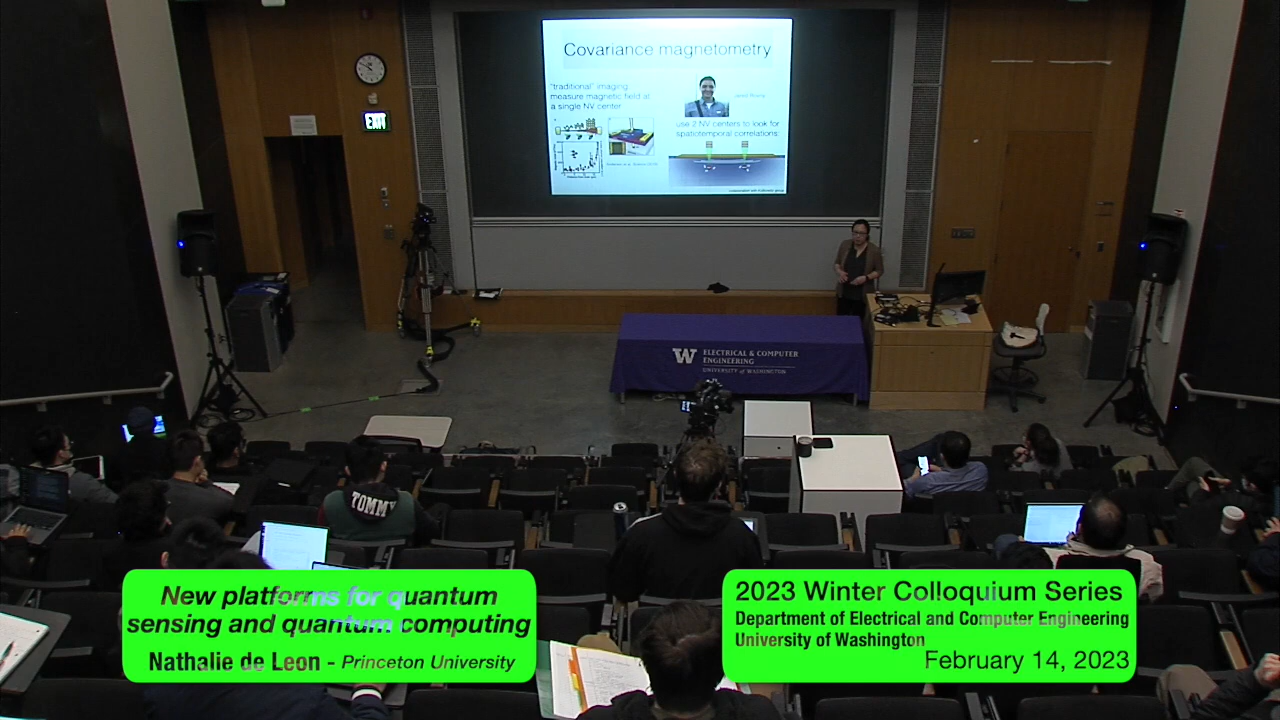 Covariance magnetometry
"traditual" imaging
measure magnetic field at
a single NV center
use 2 NV centers to look for
spatiotemporal correlations:
EXIT
W ELECTRICAL & COMPUTER
ENGINEERING
UNIVERSITY of WASHINGTON
TOMMY
New platforms for quantum
sensing and quantum computing
Nathalie de Leon - Princeton University
2023 Winter Colloquium Series
Department of Electrical and Computer Engineering
University of Washington
February 14, 2023